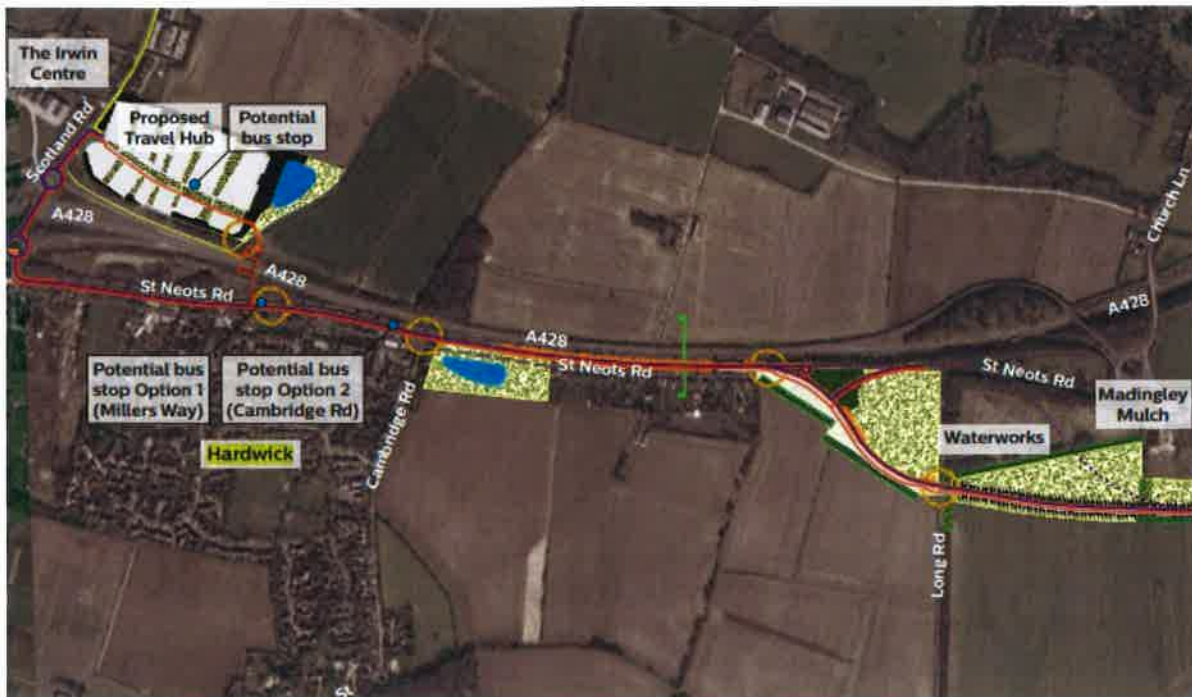 The Irwin
Centre
Scotland Rd
Proposed
Travel Hub
Potential
bus stop
A428
A428
St Neots Rd
Potential bus
stop Option 1
(Millers Way)
Potential bus
stop Option 2
(Cambridge Rd)
Hardwick
Cambridge Rd
A428
St Neots Rd
Church Ln
A428
St Neots Rd
Madingley
Mulch
Waterworks
Long Rd
St